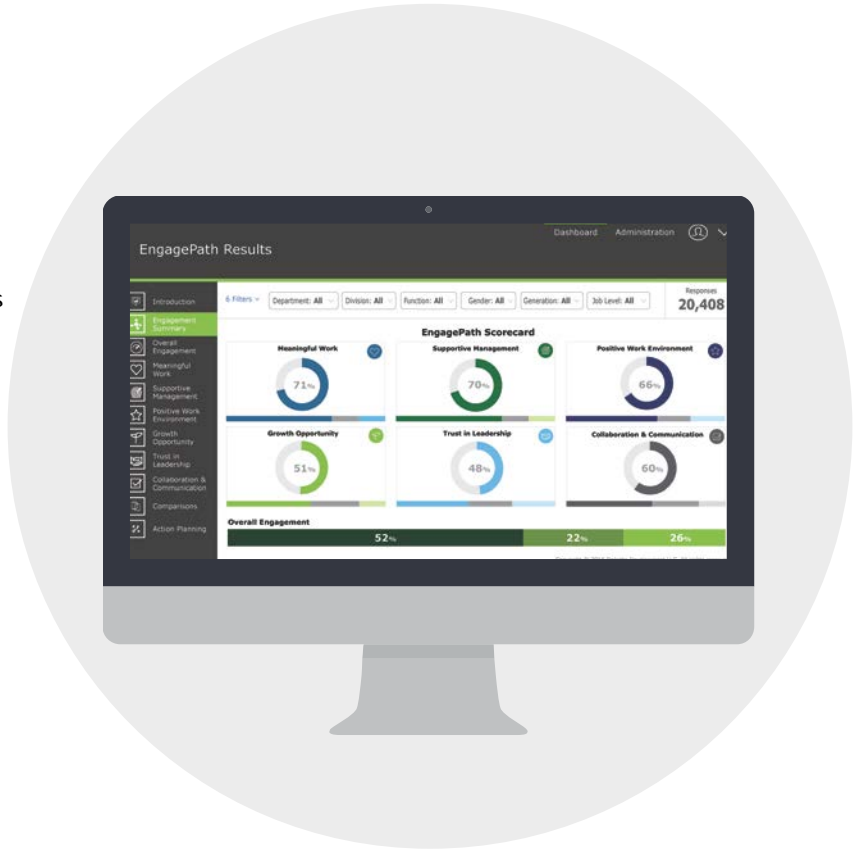 s
Dashboard Administration
EngagePath Results
Introduction
Engagement
Summary
Overall
Engagement
Meaningful
Work
Supportive
Management
Positive Work
Environment
Growth
Opportunity
Trust in
Leadership
Collaboration &
Communication
Comparisons
Action Planning
6 Filters Department: All Division: All Function: All Gender: All Generation: All Job Level: All
Responses
20,408
EngagePath Scorecard
Meaningful Work Supportive Management Positive Work Environment
71% 70% 66%
Growth Opportunity Trust in Leadership Collaboration & Communication
51% 48% 60%
Overall Engagement
52% 22% 26%